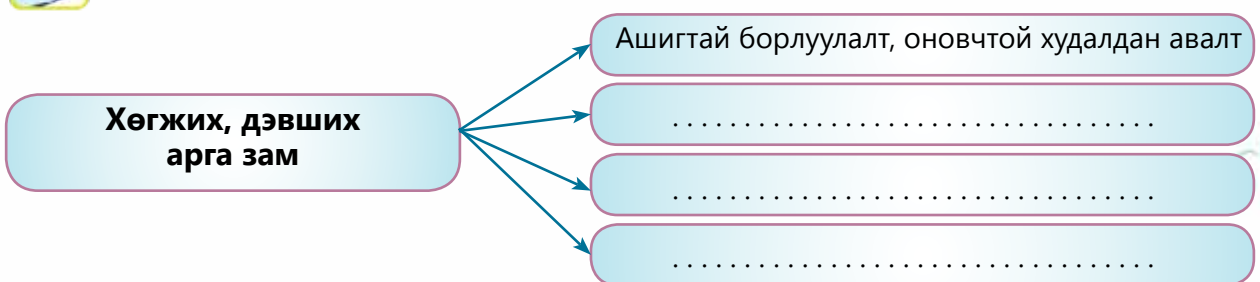 Ашигтай борлуулалт, оновчтой худалдан авалт
Хөгжих, дэвших
арга зам
. . . . . . . . . . . . . . . . . . . . . . . . . . . . . . . . . .
. . . . . . . . . . . . . . . . . . . . . . . . . . . . . . . . . .
. . . . . . . . . . . . . . . . . . . . . . . . . . . . . . . . . .